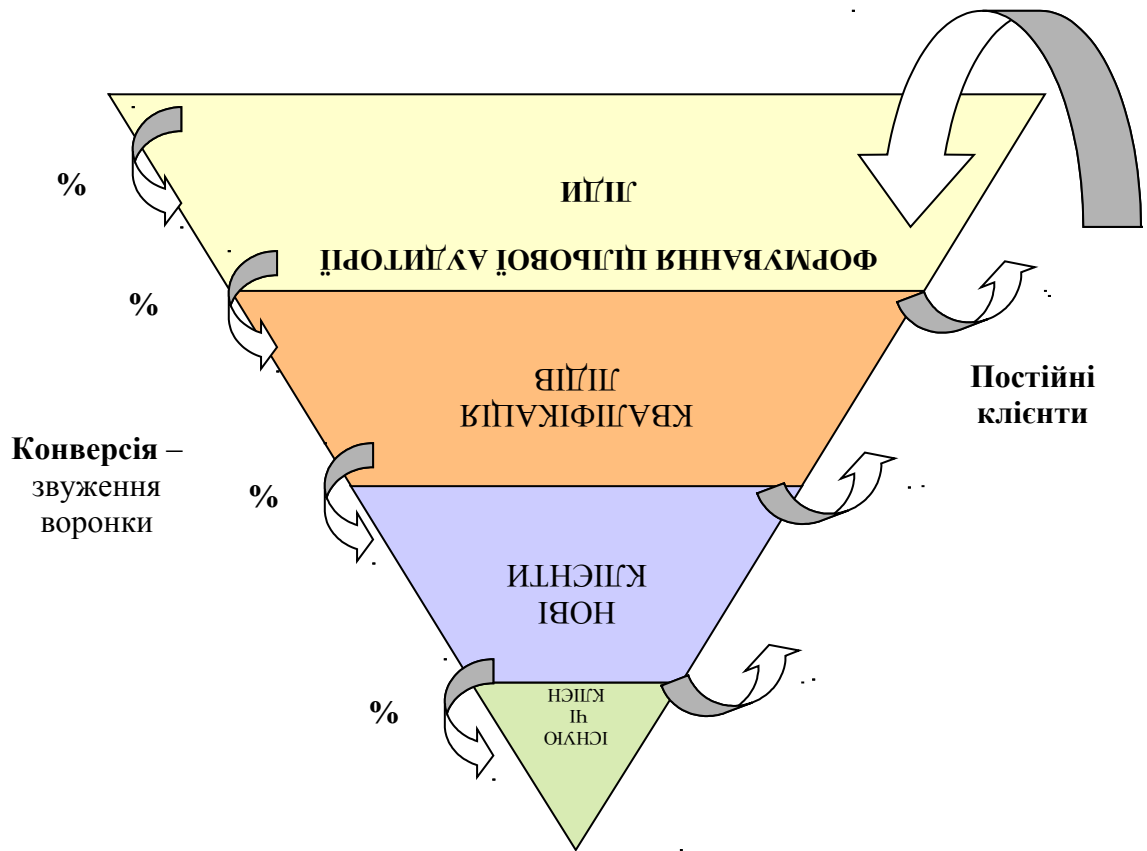 %
ФОРМУВАННЯ ЦІЛЬОВОЇ АУДИТОРІЇ
ЛІДИ
%
КВАЛІФІКАЦІЯ
ЛІДІВ
Постійні
клієнти
Конверсія –
звуження
воронки
%
НОВІ
КЛІЄНТИ
%
ІСНУЮ
ЧІ
КЛІЄН